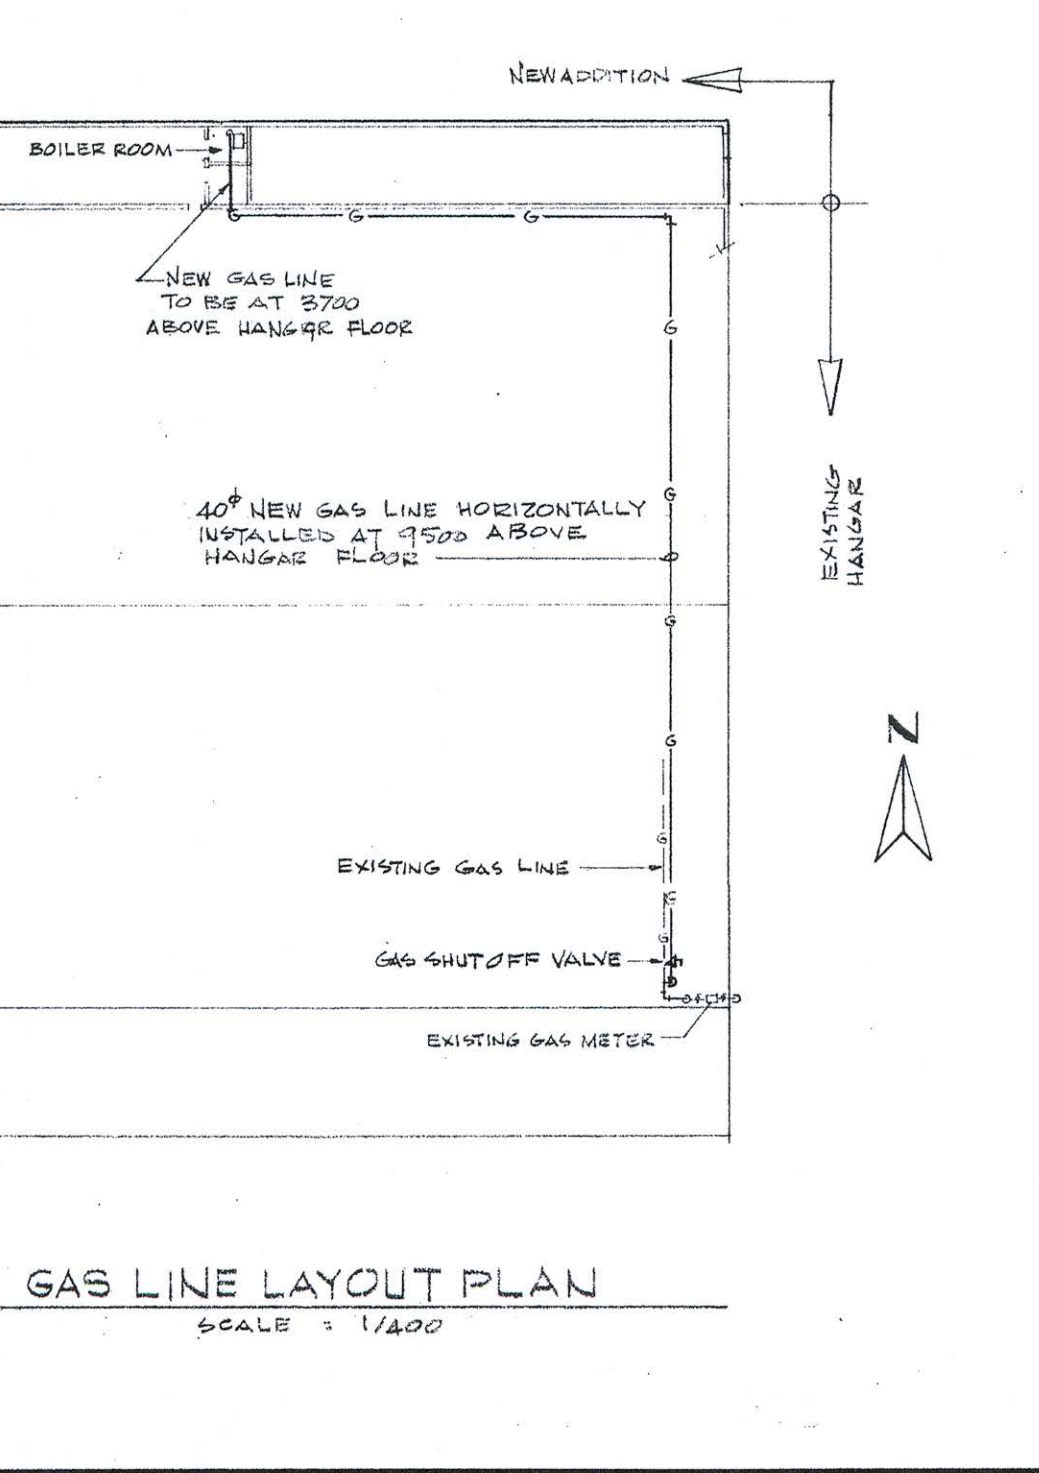 NEW ADDITION
BOILER ROOM
G
G
G
NEW GAS LINE
TO BE AT 3700
ABOVE HANGAR FLOOR
G
EXISTING
HANGAR
G
40ϕ NEW GAS LINE HORIZONTALLY
INSTALLED AT 9500 ABOVE
HANGAR FLOOR
G
N
G
G
EXISTING GAS LINE
G
G
GAS SHUTOFF VALVE
EXISTING GAS METER
GAS LINE LAYOUT PLAN
SCALE : 1/400